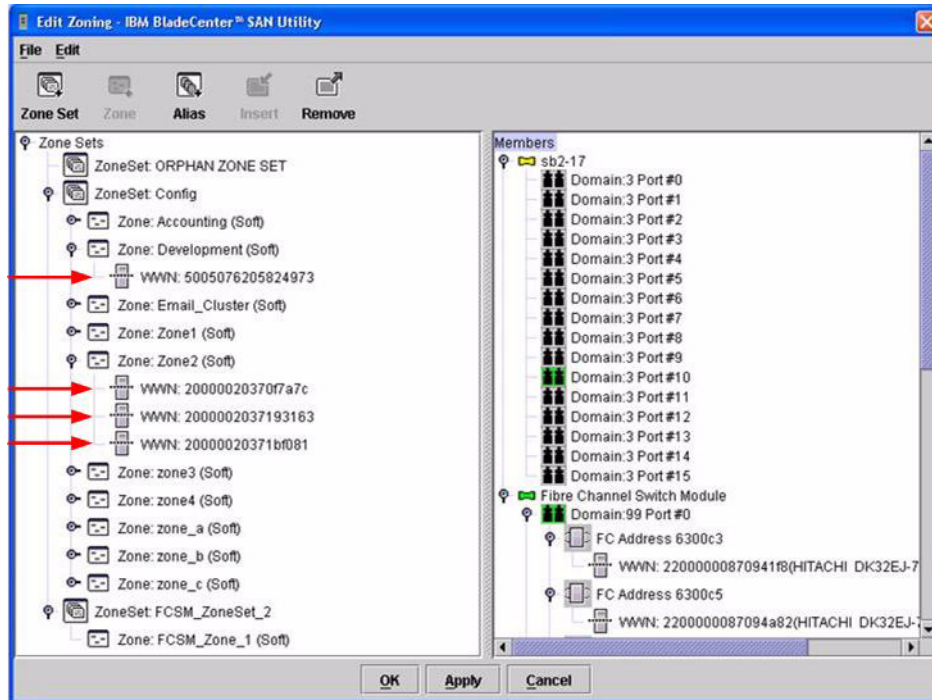 Edit Zoning - IBM BladeCenter™ SAN Utility
File Edit
Zone Set Zone Alias Insert Remove
Zone Sets
ZoneSet: ORPHAN ZONE SET
ZoneSet: Config
Zone: Accounting (Soft)
Zone: Development (Soft)
WWN: 5005076205824973
Zone: Email_Cluster (Soft)
Zone: Zone1 (Soft)
Zone: Zone2 (Soft)
WWN: 20000020370f7a7c
WWN: 2000002037193163
WWN: 20000020371bf081
Zone: zone3 (Soft)
Zone: zone4 (Soft)
Zone: zone_a (Soft)
Zone: zone_b (Soft)
Zone: zone_c (Soft)
ZoneSet: FCSM_ZoneSet_2
Zone: FCSM_Zone_1 (Soft)
Members
sb2-17
Domain:3 Port#0
Domain:3 Port#1
Domain:3 Port#2
Domain:3 Port#3
Domain:3 Port#4
Domain:3 Port#5
Domain:3 Port#6
Domain:3 Port#7
Domain:3 Port#8
Domain:3 Port#9
Domain:3 Port#10
Domain:3 Port#11
Domain:3 Port#12
Domain:3 Port#13
Domain:3 Port#14
Domain:3 Port#15
Fibre Channel Switch Module
Domain:99 Port#0
FC Address 6300c3
WWN: 22000000870941f8(HITACHI DK32EJ-7
FC Address 6300c5
WWN: 2200000087094a82(HITACHI DK32EJ-7
OK Apply Cancel